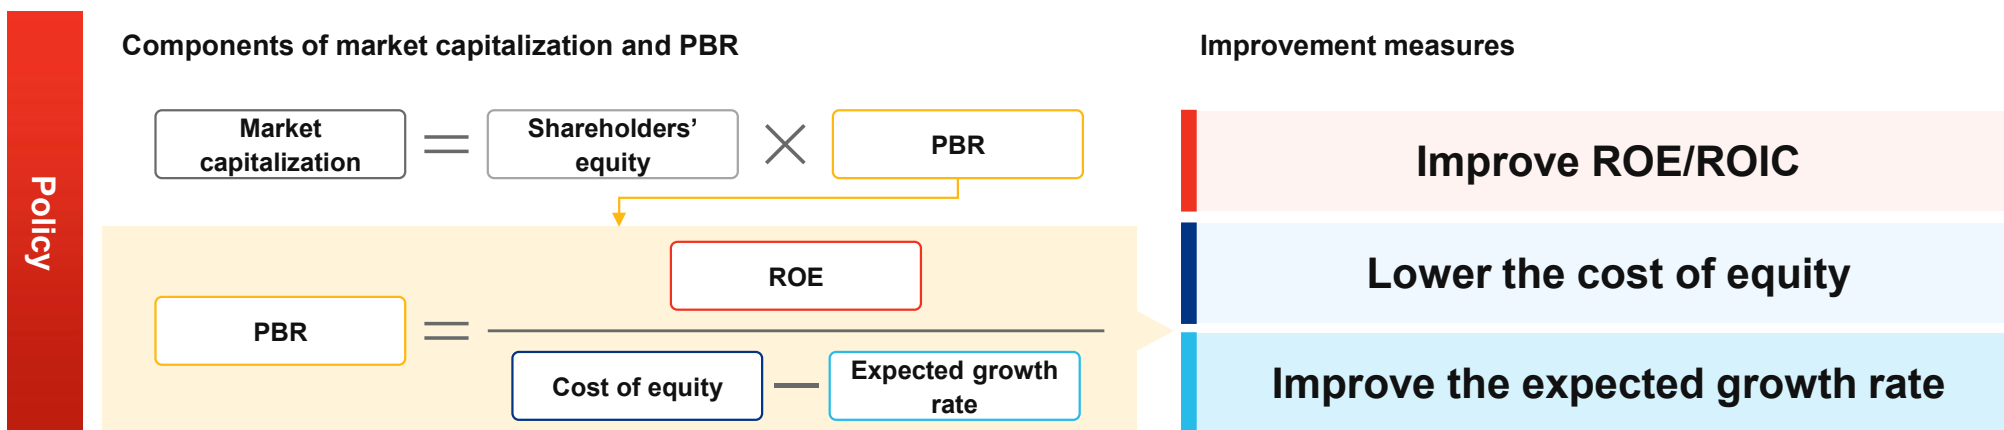 Policy
Components of market capitalization and PBR
Market
capitalization
Shareholders’
equity
PBR
PBR
ROE
Cost of equity
Expected growth
rate
Improvement measures
Improve ROE/ROIC
Lower the cost of equity
Improve the expected growth rate